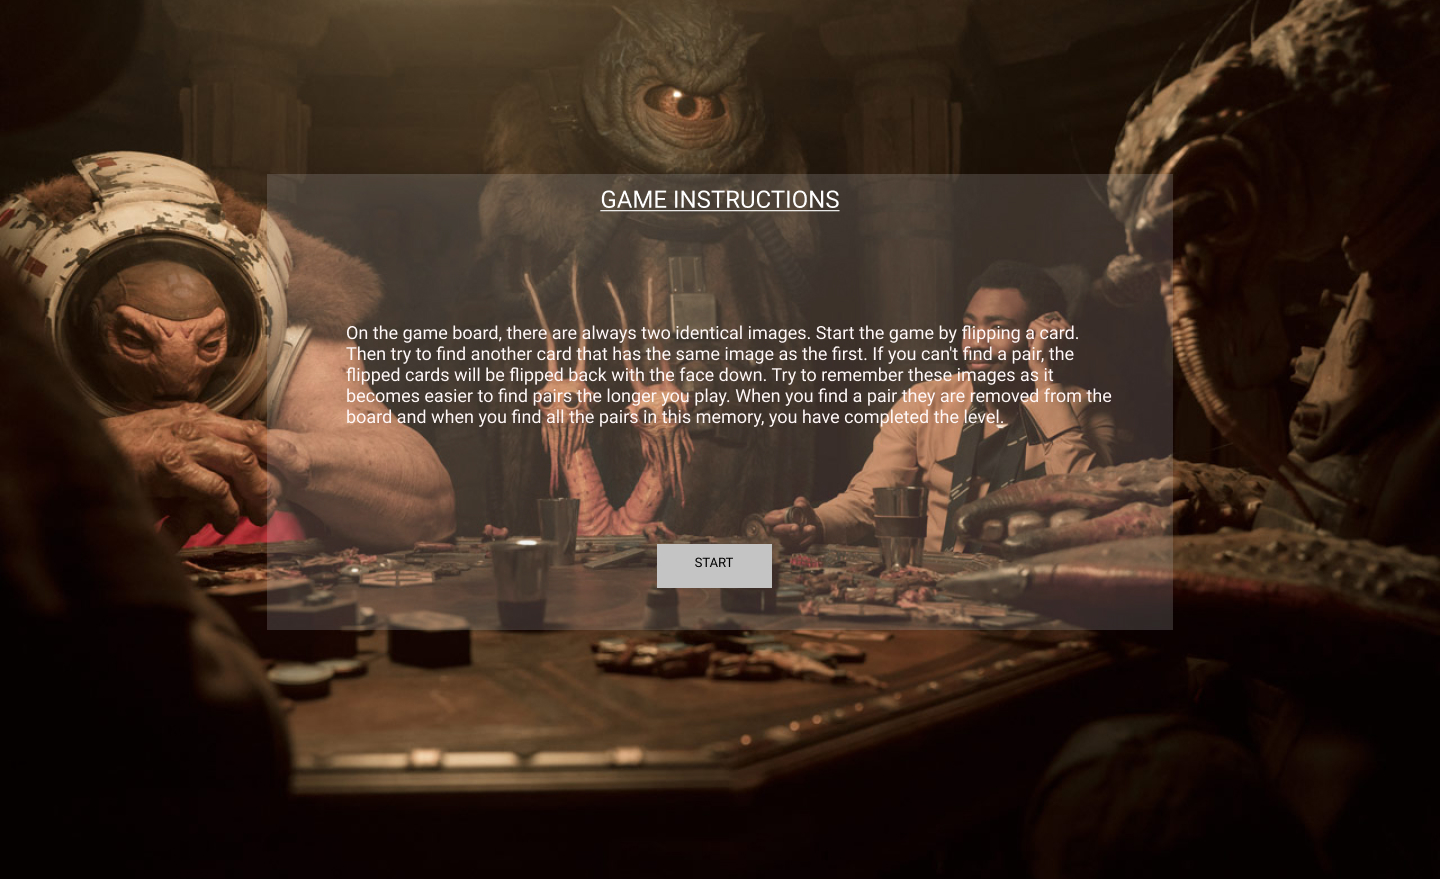 GAME INSTRUCTIONS
On the game board, there are always two identical images. Start the game by flipping a card.
Then try to find another card that has the same image as the first. If you can't find a pair, the
flipped cards will be flipped back with the face down. Try to remember these images as it
becomes easier to find pairs the longer you play. When you find a pair they are removed from the
board and when you find all the pairs in this memory, you have completed the level.
START